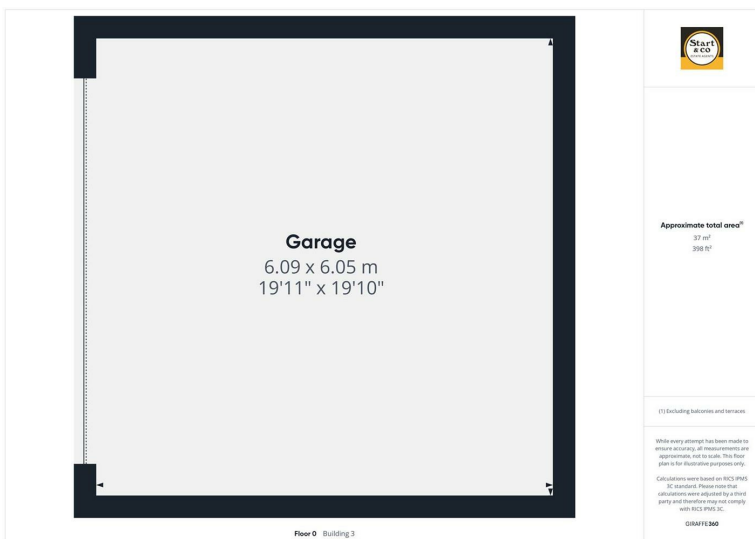 Garage
6.09 x 6.05 m
19'11" x 19'10"
Floor 0 Building 3
Start
& CO
ESTATE AGENTS
Approximate total area⁽¹⁾
37 m²
398 ft²
(1) Excluding balconies and terraces
While every attempt has been made to
ensure accuracy, all measurements are
approximate, not to scale. This floor
plan is for illustrative purposes only.
Calculations were based on RICS IPMS
3C standard. Please note that
calculations were adjusted by a third
party and therefore may not comply
with RICS IPMS 3C.
GIRAFFE360